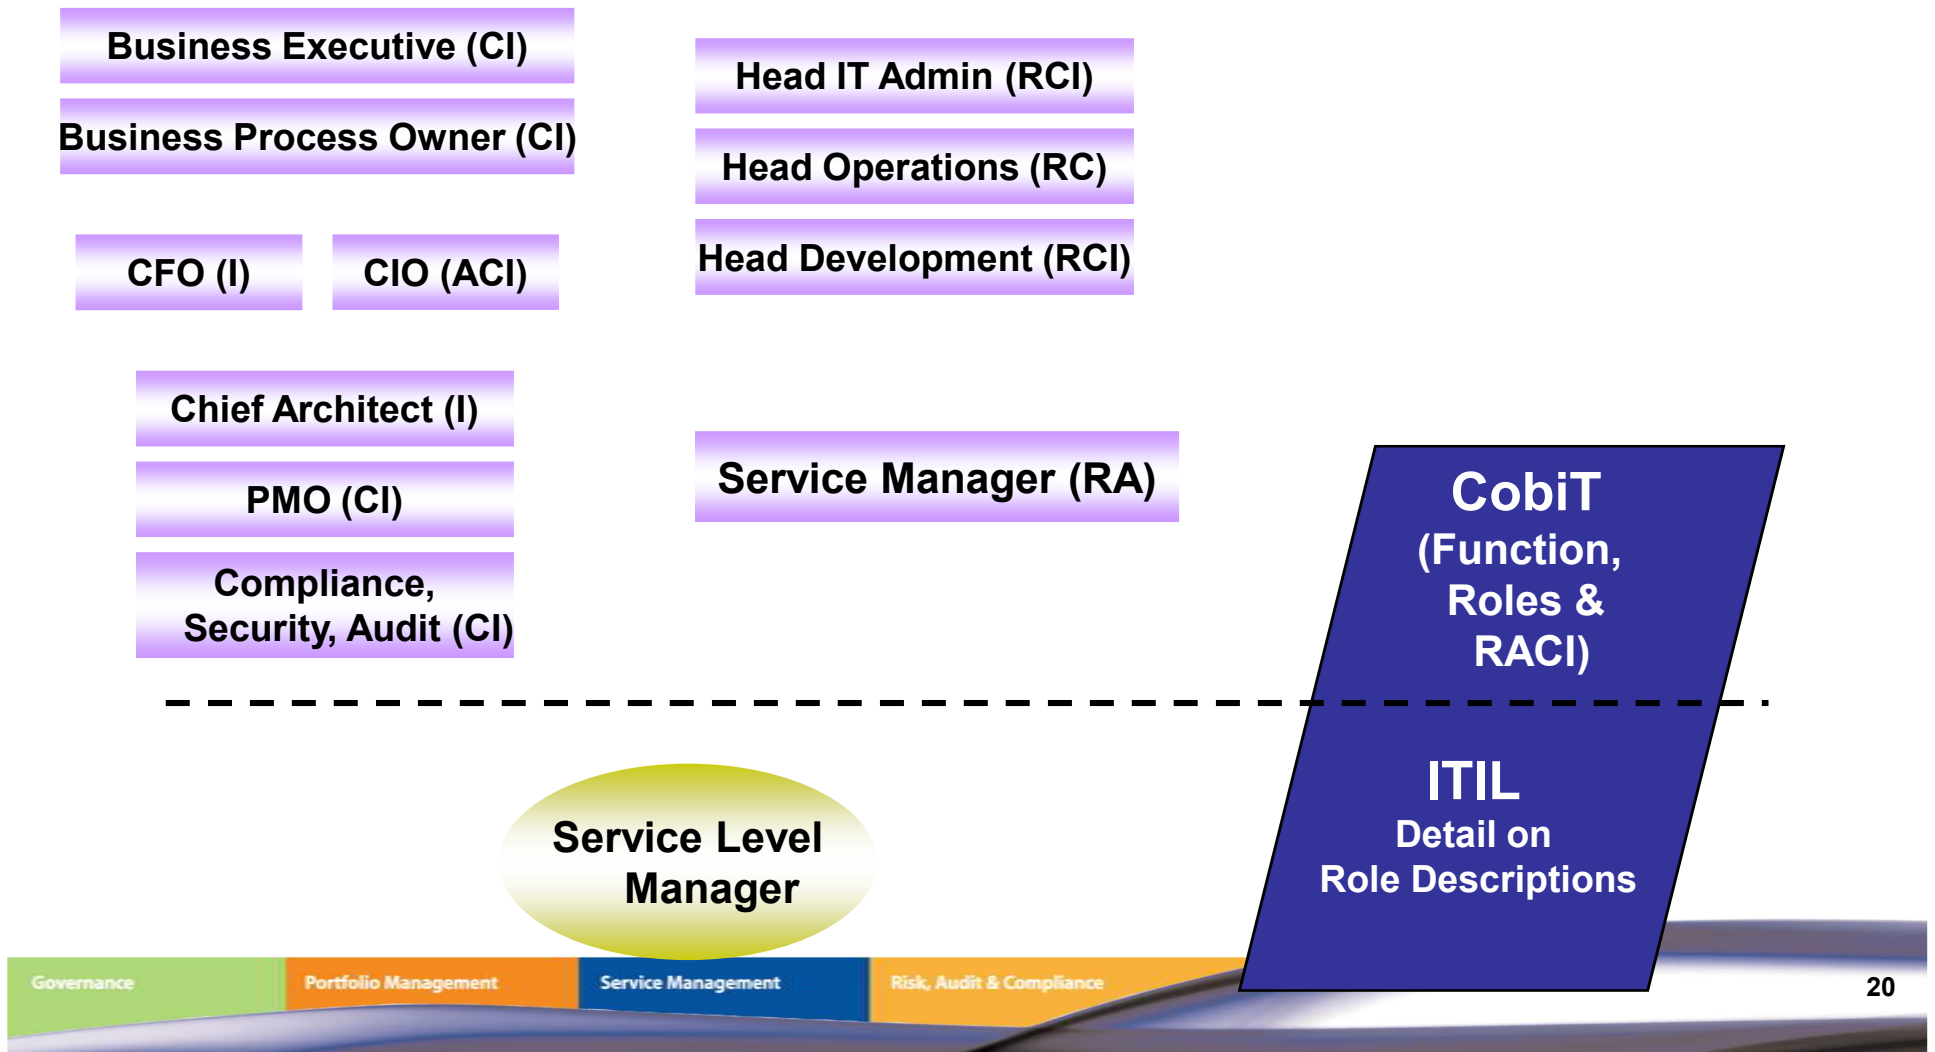 Business Executive (CI)
Business Process Owner (CI)
CFO (I)
CIO (ACI)
Chief Architect (I)
PMO (CI)
Compliance,
Security, Audit (CI)
Head IT Admin (RCI)
Head Operations (RC)
Head Development (RCI)
Service Manager (RA)
CobiT
(Function,
Roles &
RACI)
ITIL
Detail on
Role Descriptions
Service Level
Manager
Governance
Portfolio Management
Service Management
Risk, Audit & Compliance
20